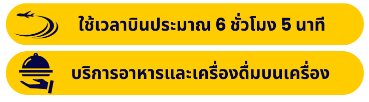 ใช้เวลาบินประมาณ 6 ชั่วโมง 5 นาที
บริการอาหารและเครื่องดื่มบนเครื่อง